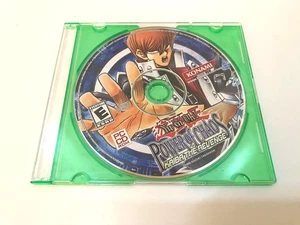 KONAMI
E
PC
CD
Yu-Gi-Oh!
POWER OF CHAOS
KAIBA THE REVENGE